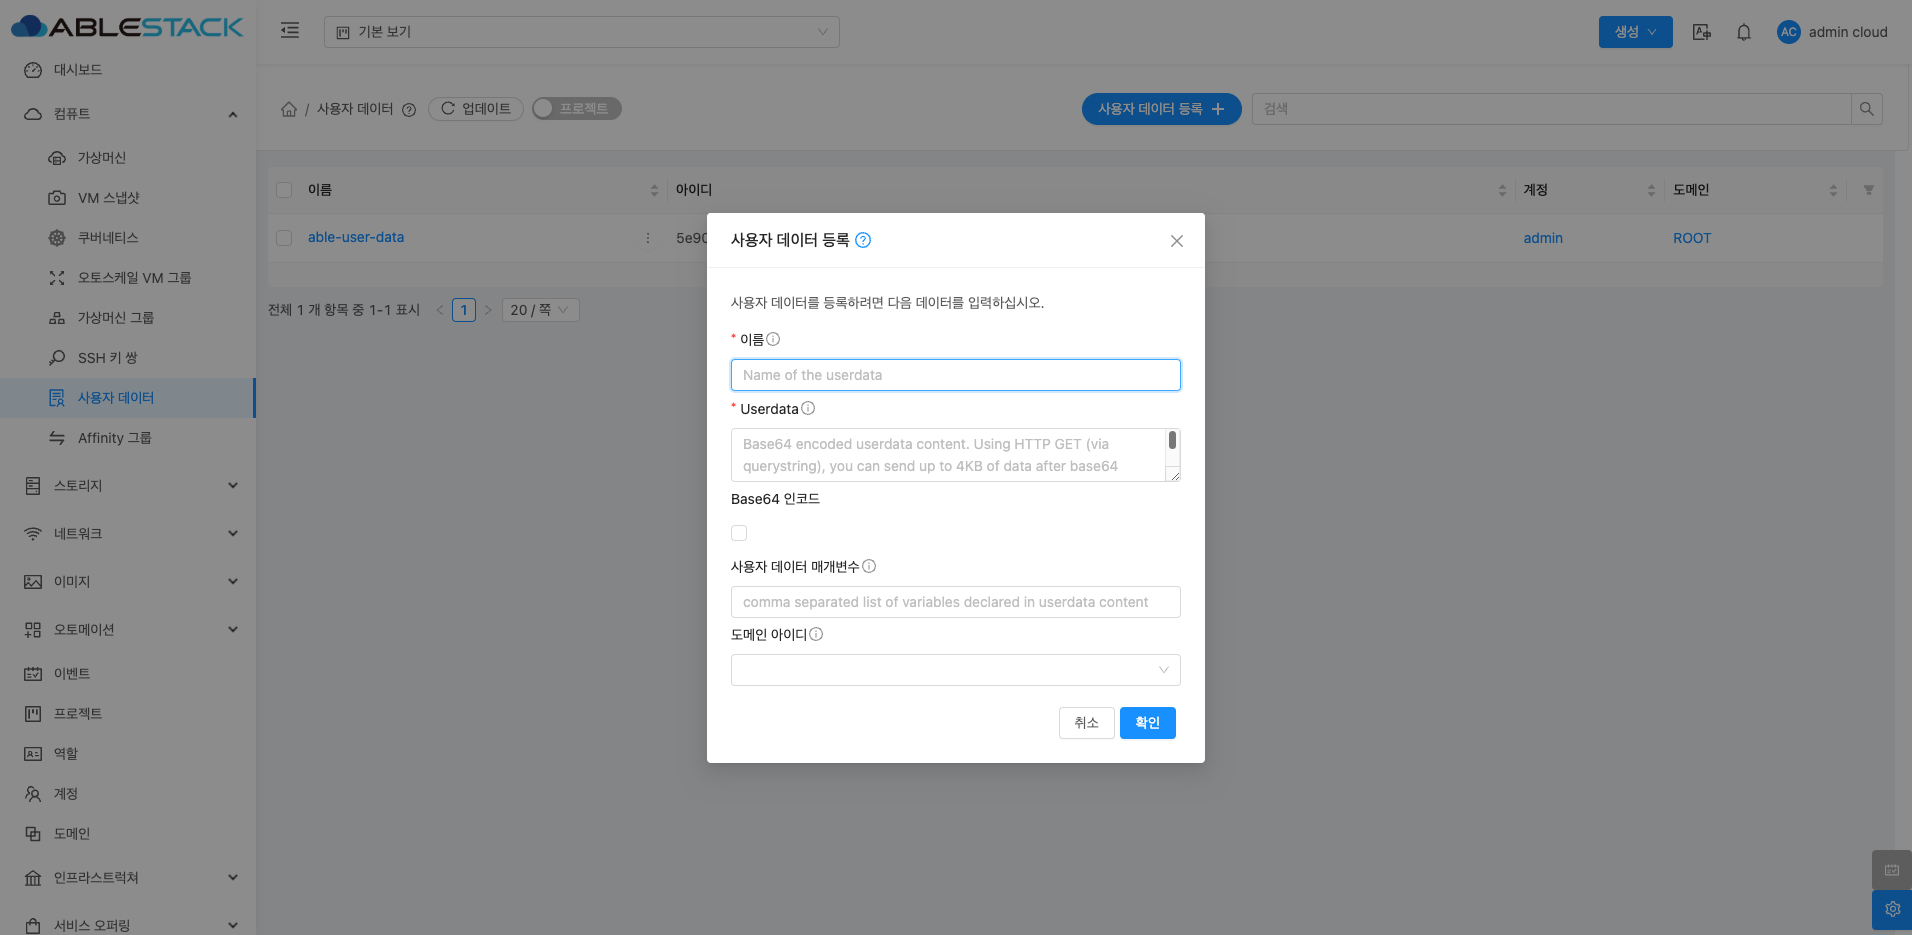 ABLESTACK
기본 보기
생성
AC
admin cloud
대시보드
컴퓨트
가상머신
VM 스냅샷
쿠버네티스
오토스케일 VM 그룹
가상머신 그룹
SSH 키 쌍
사용자 데이터
Affinity 그룹
스토리지
네트워크
이미지
오토메이션
이벤트
프로젝트
역할
계정
도메인
인프라스트럭쳐
서비스 오퍼링
/ 사용자 데이터
업데이트
프로젝트
사용자 데이터 등록
검색
이름 아이디 계정 도메인
able-user-data 5e90 admin ROOT
전체 1 개 항목 중 1-1 표시 < 1 > 20 / 쪽
사용자 데이터 등록
사용자 데이터를 등록하려면 다음 데이터를 입력하십시오.
* 이름
Name of the userdata
* Userdata
Base64 encoded userdata content. Using HTTP GET (via
querystring), you can send up to 4KB of data after base64
Base64 인코드
사용자 데이터 매개변수
comma separated list of variables declared in userdata content
도메인 아이디
취소 확인